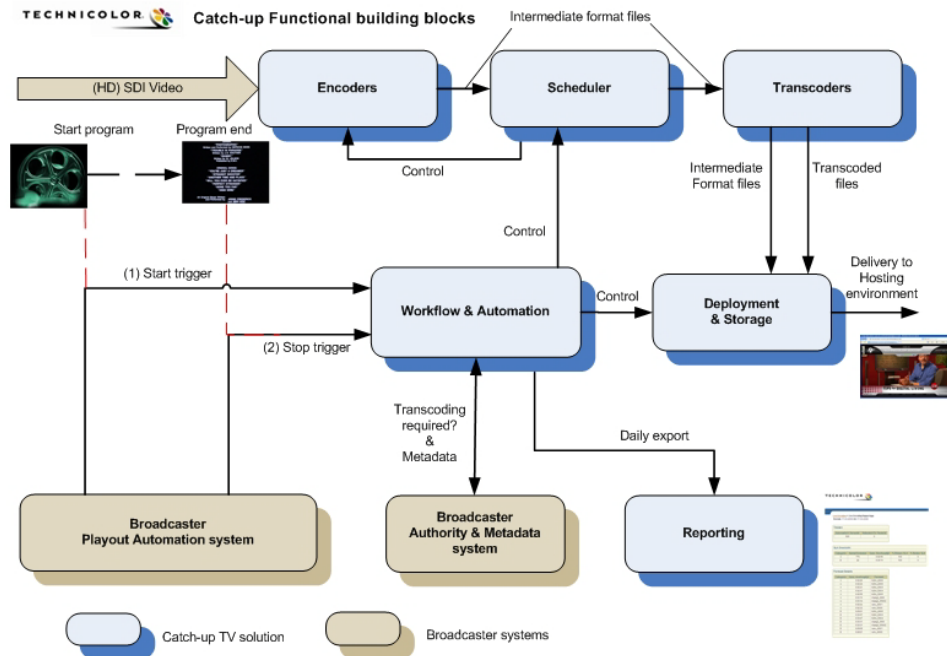 TECHNICOLOR
Catch-up Functional building blocks
Intermediate format files
(HD) SDI Video
Encoders
Scheduler
Transcoders
Start program
Program end
Control
Intermediate
Format files
Transcoded
files
Control
(1) Start trigger
Workflow & Automation
Control
Deployment
& Storage
Delivery to
Hosting
environment
(2) Stop trigger
Transcoding
required?
&
Metadata
Daily export
Broadcaster
Playout Automation system
Broadcaster
Authority & Metadata
system
Reporting
TECHNICOLOR
Catch-up TV solution
Broadcaster systems